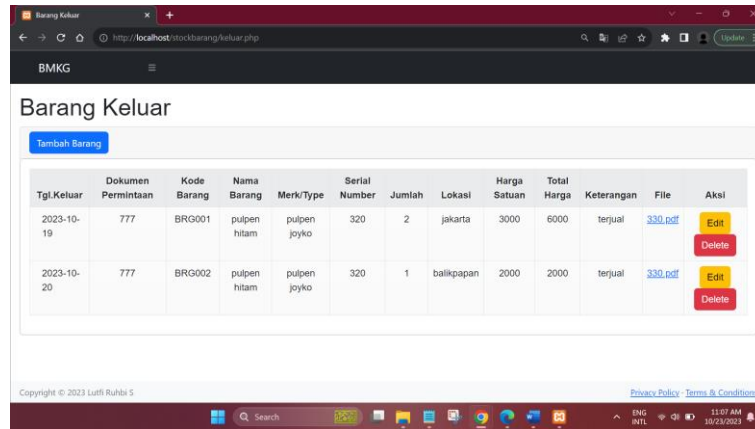 Barang Keluar
http://localhost/stockbarang/keluar.php
Update
BMKG
Barang Keluar
Tambah Barang
Tgl.Keluar Dokumen Permintaan Kode Barang Nama Barang Merk/Type Serial Number Jumlah Lokasi Harga Satuan Total Harga Keterangan File Aksi
2023-10-19 777 BRG001 pulpen hitam pulpen joyko 320 2 jakarta 3000 6000 terjual 330.pdf Edit
Delete
2023-10-20 777 BRG002 pulpen hitam pulpen joyko 320 1 balikpapan 2000 2000 terjual 330.pdf Edit
Delete
Copyright © 2023 Lutfi Ruhbi S
Privacy Policy · Terms & Condition
Search
ENG INTL
11:07 AM
10/23/2023